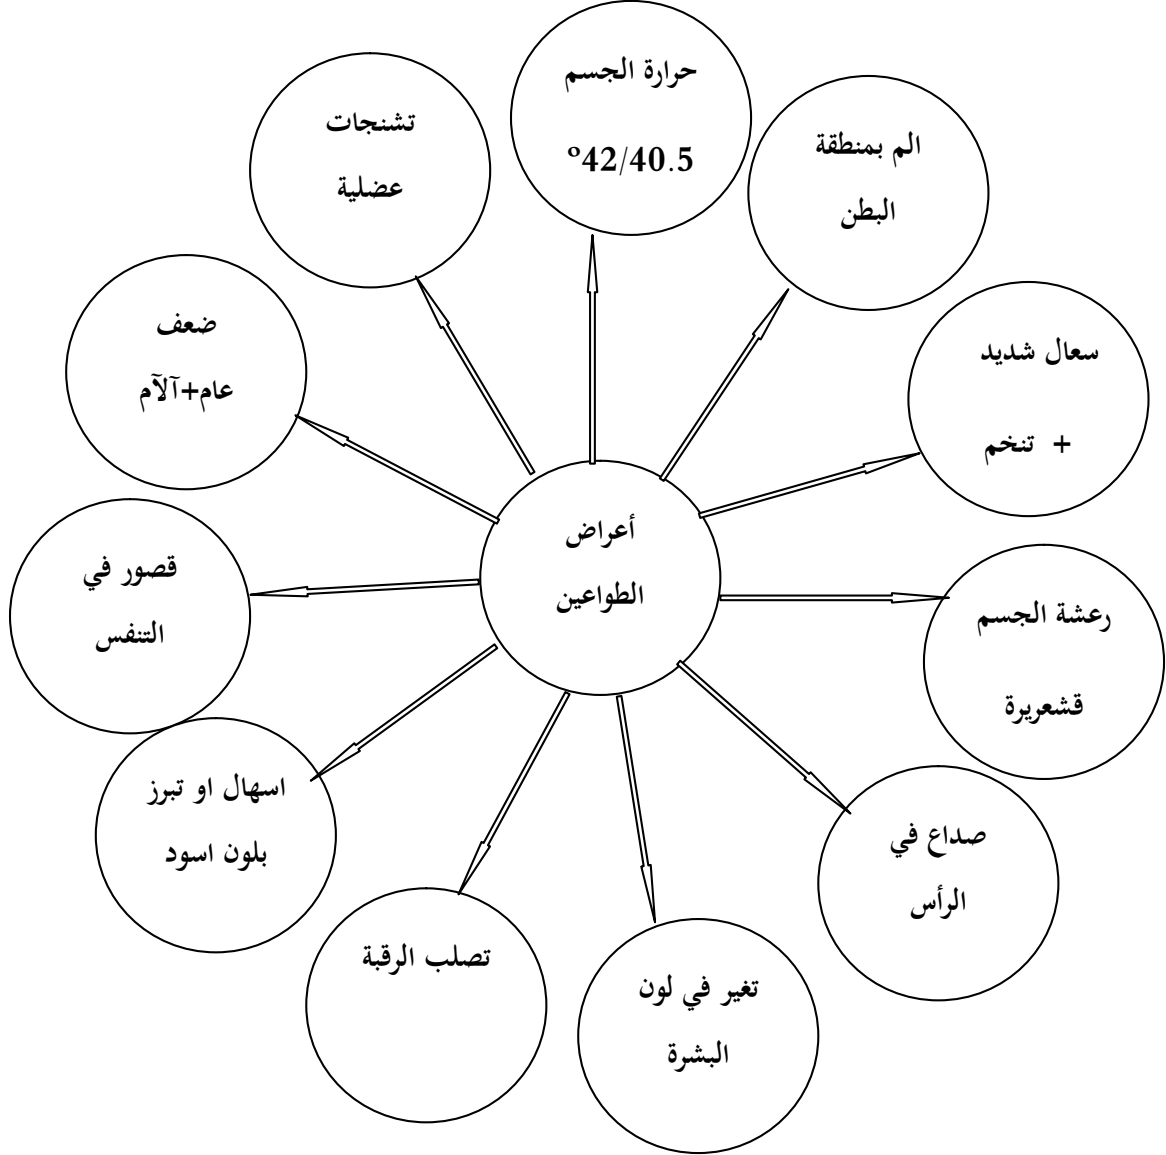 أعراض
الطواعين
حرارة الجسم
42/40.5º
الم بمنطقة
البطن
سعال شديد
+ تنخم
رعشة الجسم
قشعريرة
صداع في
الرأس
تغير في لون
البشرة
تصلب الرقبة
اسهال او تبرز
بلون اسود
قصور في
التنفس
ضعف
عام+آلآم
تشنجات
عضلية